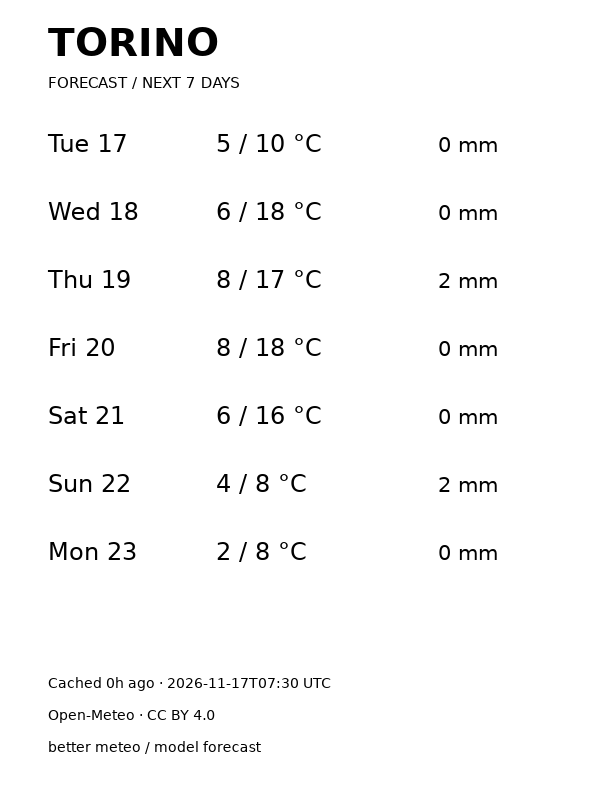 TORINO
FORECAST / NEXT 7 DAYS
Tue 17 5 / 10 °C 0 mm
Wed 18 6 / 18 °C 0 mm
Thu 19 8 / 17 °C 2 mm
Fri 20 8 / 18 °C 0 mm
Sat 21 6 / 16 °C 0 mm
Sun 22 4 / 8 °C 2 mm
Mon 23 2 / 8 °C 0 mm
Cached 0h ago · 2026-11-17T07:30 UTC
Open-Meteo · CC BY 4.0
better meteo / model forecast